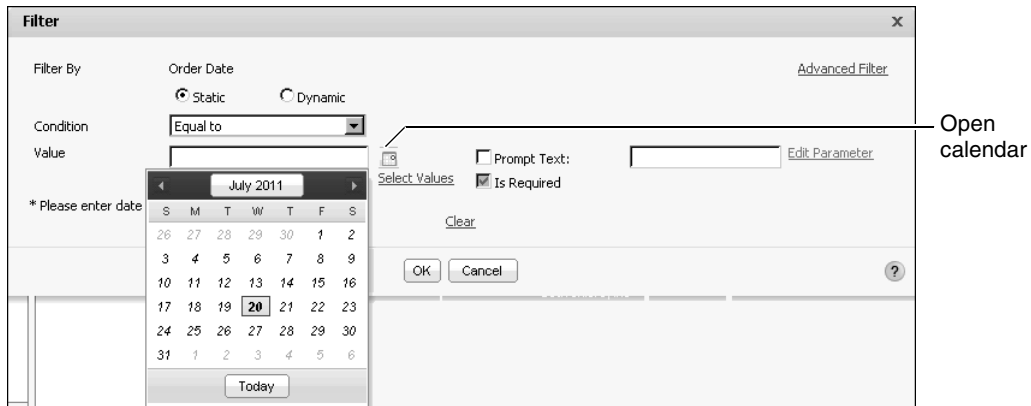 Filter x
Filter By Order Date Advanced Filter
Static Dynamic
Condition Equal to
Open
calendar
Value Prompt Text: Edit Parameter
Select Values Is Required
July 2011
* Please enter date
S M T W T F S
Clear
26 27 28 29 30 1 2
3 4 5 6 7 8 9
OK Cancel ?
10 11 12 13 14 15 16
17 18 19 20 21 22 23
24 25 26 27 28 29 30
31 1 2 3 4 5 6
Today